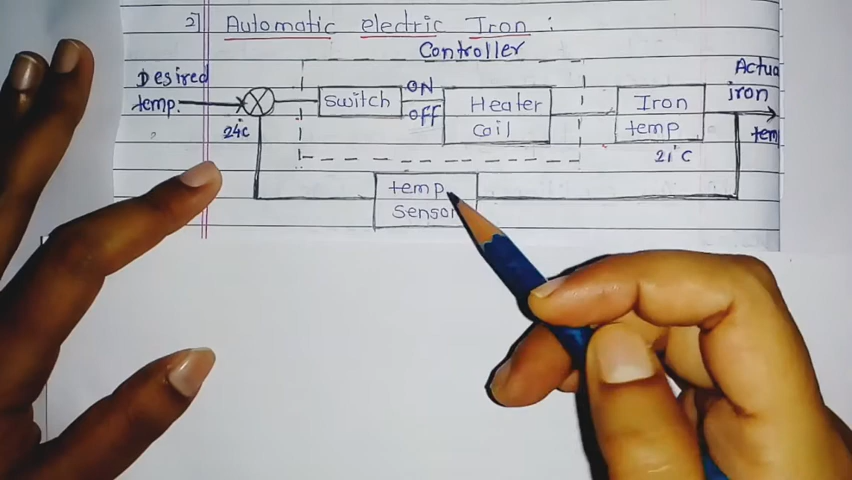 2] Automatic electric Iron :
Controller
Desired temp.
24°c
switch
ON
OFF
Heater coil
Iron temp
21°C
Actua iron tem
temp. sensor